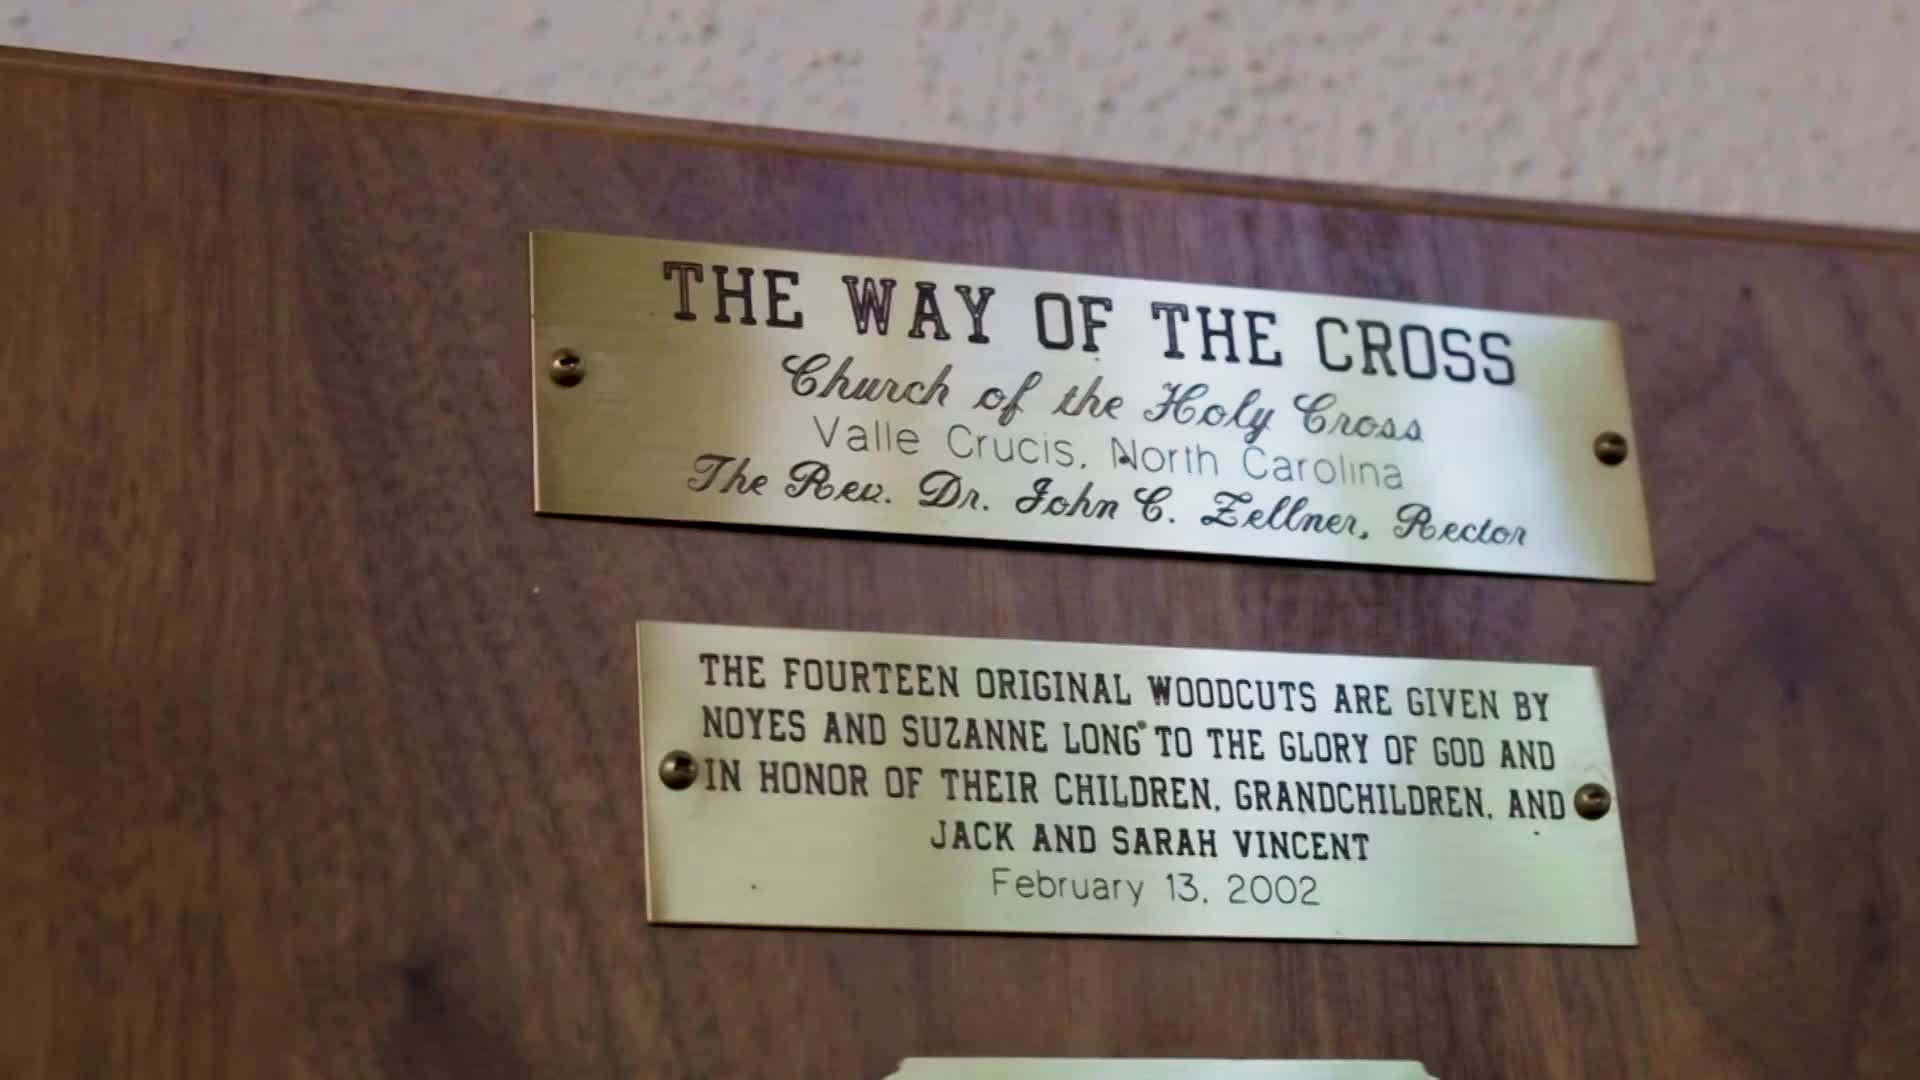 THE WAY OF THE CROSS
Church of the Holy Cross
Valle Crucis, North Carolina
The Rev. Dr. John C. Zellner, Rector
THE FOURTEEN ORIGINAL WOODCUTS ARE GIVEN BY
NOYES AND SUZANNE LONG TO THE GLORY OF GOD AND
IN HONOR OF THEIR CHILDREN, GRANDCHILDREN, AND
JACK AND SARAH VINCENT
February 13, 2002